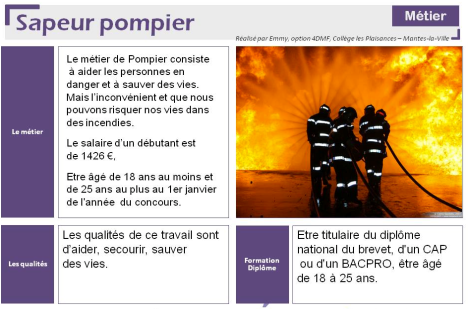 Sapeur pompier
Métier
Réalisé par Emmy, option 4DMF, Collège les Plaisances – Mantes-la-Ville
Le métier
Le métier de Pompier consiste
à aider les personnes en
danger et à sauver des vies.
Mais l'inconvénient et que nous
pouvons risquer nos vies dans
des incendies.
Le salaire d'un débutant est
de 1426 €,
Etre âgé de 18 ans au moins et
de 25 ans au plus au 1er janvier
de l'année du concours.
Les qualités
Les qualités de ce travail sont
d'aider, secourir, sauver
des vies.
Formation
Diplôme
Etre titulaire du diplôme
national du brevet, d'un CAP
ou d'un BACPRO, être âgé
de 18 à 25 ans.